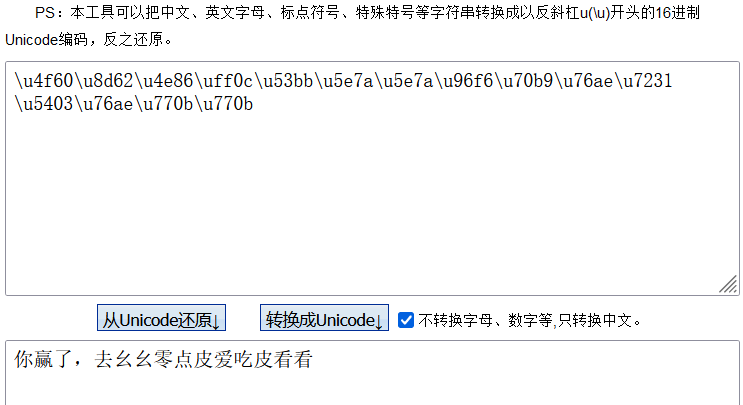 PS：本工具可以把中文、英文字母、标点符号、特殊特号等字符串转换成以反斜杠u(\u)开头的16进制
Unicode编码，反之还原。
\u4f60\u8d62\u4e86\uff0c\u53bb\u5e7a\u5e7a\u96f6\u70b9\u76ae\u7231
\u5403\u76ae\u770b\u770b
从Unicode还原↓ 转换成Unicode↓ 不转换字母、数字等,只转换中文。
你赢了，去幺幺零点皮爱吃皮看看